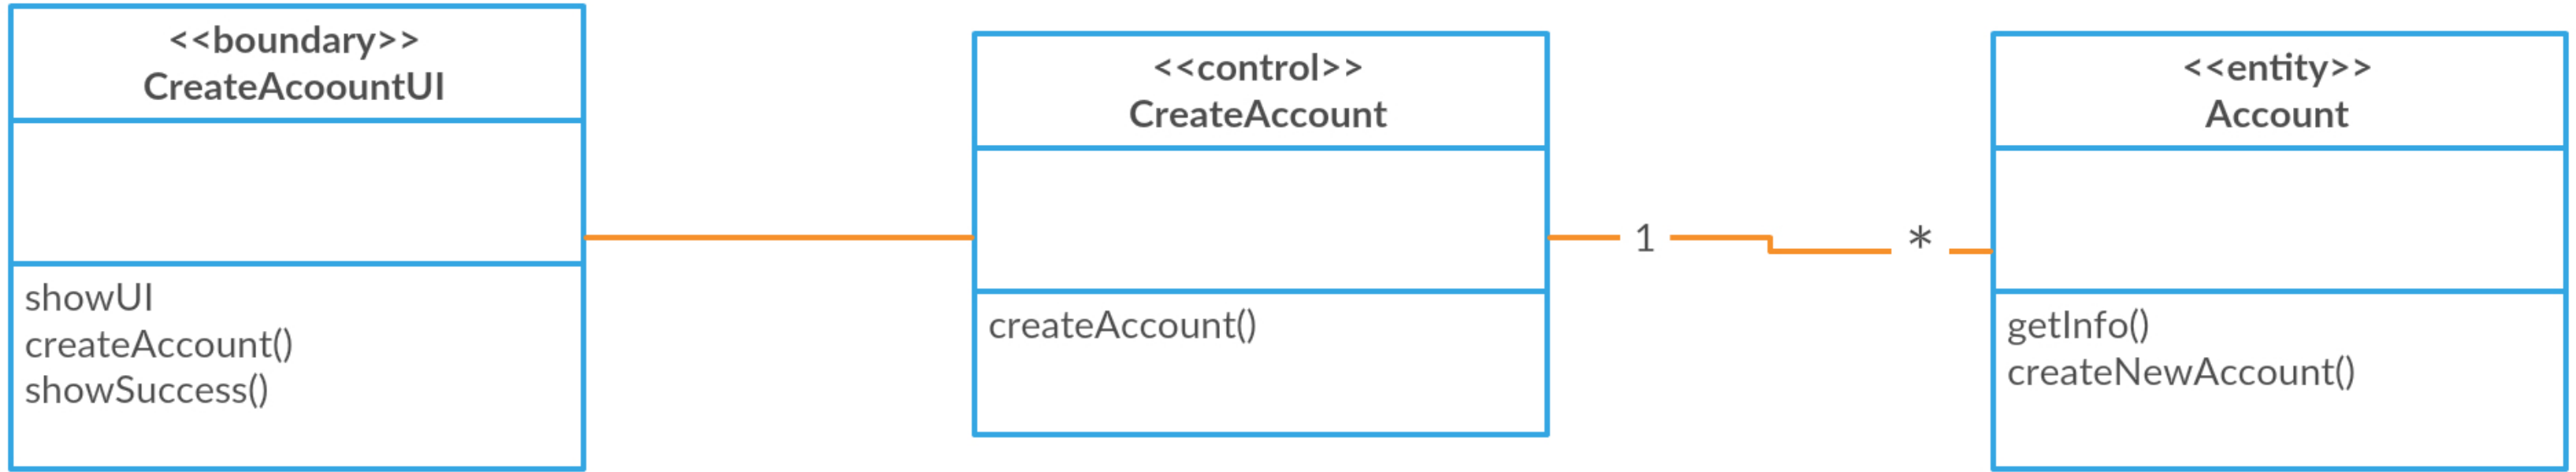 <<boundary>>
CreateAcoountUI
showUI
createAccount()
showSuccess()
<<control>>
CreateAccount
createAccount()
1
*
<<entity>>
Account
getInfo()
createNewAccount()